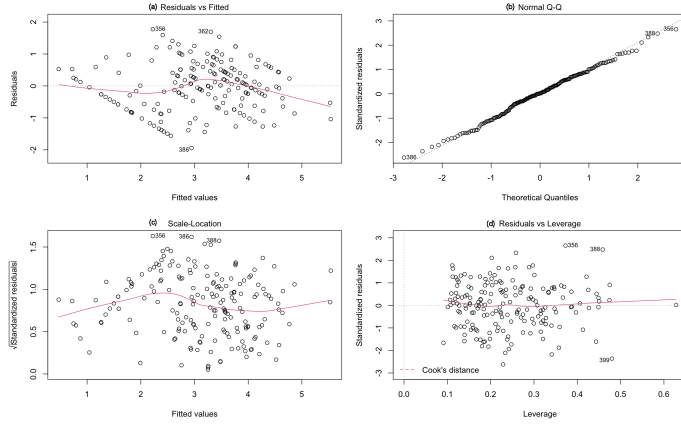 (a) Residuals vs Fitted
Residuals
2
1
0
-1
-2
356
362
386
1 2 3 4 5
Fitted values
(b) Normal Q-Q
Standardized residuals
3
2
1
0
-1
-2
388
356
386
-3 -2 -1 0 1 2 3
Theoretical Quantiles
(c) Scale-Location
√|Standardized residuals|
1.5
1.0
0.5
0.0
356
386
388
1 2 3 4 5
Fitted values
(d) Residuals vs Leverage
Standardized residuals
3
2
1
0
-1
-2
-3
356
388
399
Cook's distance
0.0 0.1 0.2 0.3 0.4 0.5 0.6
Leverage